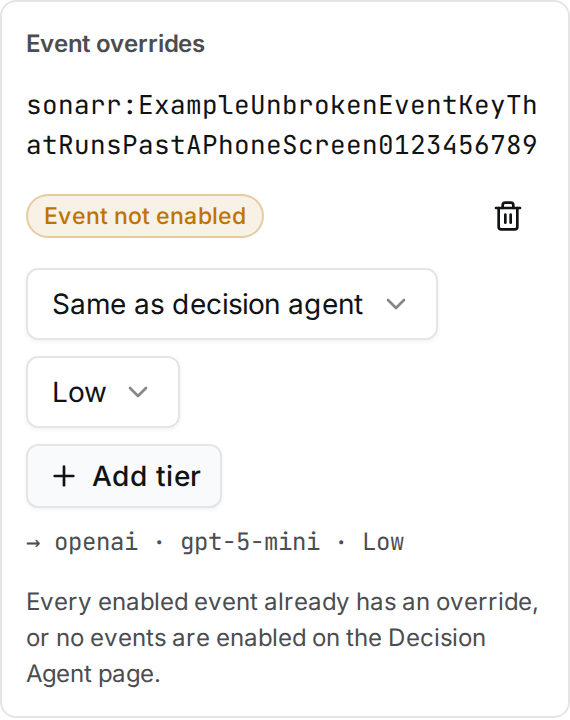 Event overrides
sonarr:ExampleUnbrokenEventKeyTh
atRunsPastAPhoneScreen0123456789
Event not enabled
Same as decision agent
Low
+ Add tier
→ openai · gpt-5-mini · Low
Every enabled event already has an override,
or no events are enabled on the Decision
Agent page.